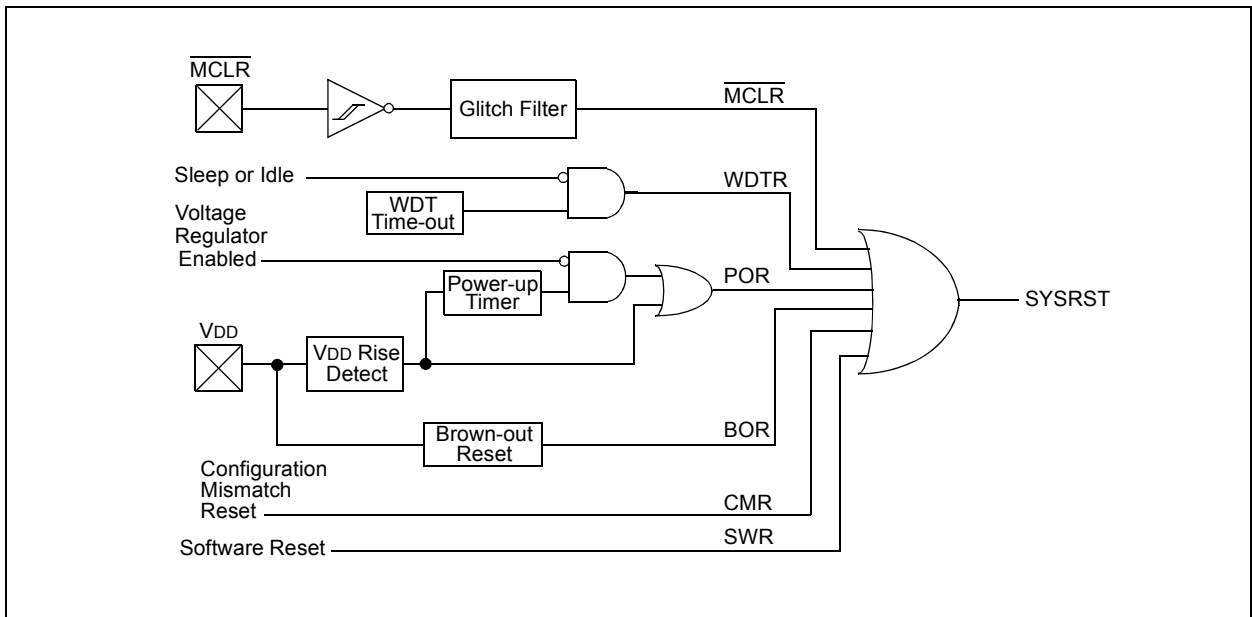 MCLR
Glitch Filter
MCLR
Sleep or Idle
WDT
Time-out
WDTR
Voltage
Regulator
Enabled
Power-up
Timer
POR
SYSRST
VDD
VDD Rise
Detect
Brown-out
Reset
BOR
Configuration
Mismatch
Reset
CMR
Software Reset
SWR